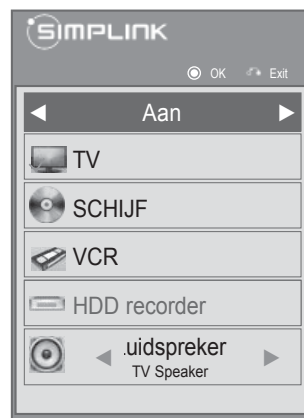 SIMPLINK
OK Exit
Aan
TV
SCHIJF
VCR
HDD recorder
.uidspreker
TV Speaker